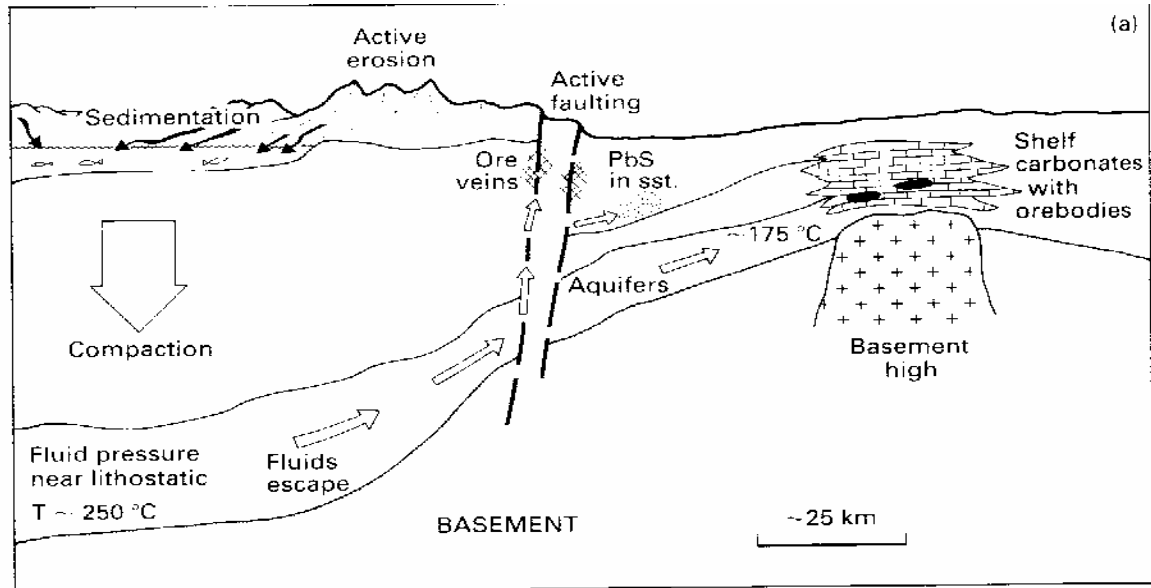 (a)
Active
erosion
Sedimentation
Active
faulting
Ore
veins
PbS
in sst.
Shelf
carbonates
with
orebodies
~175 °C
Aquifers
Compaction
Basement
high
Fluid pressure
near lithostatic
T ~ 250 °C
Fluids
escape
BASEMENT
~25 km